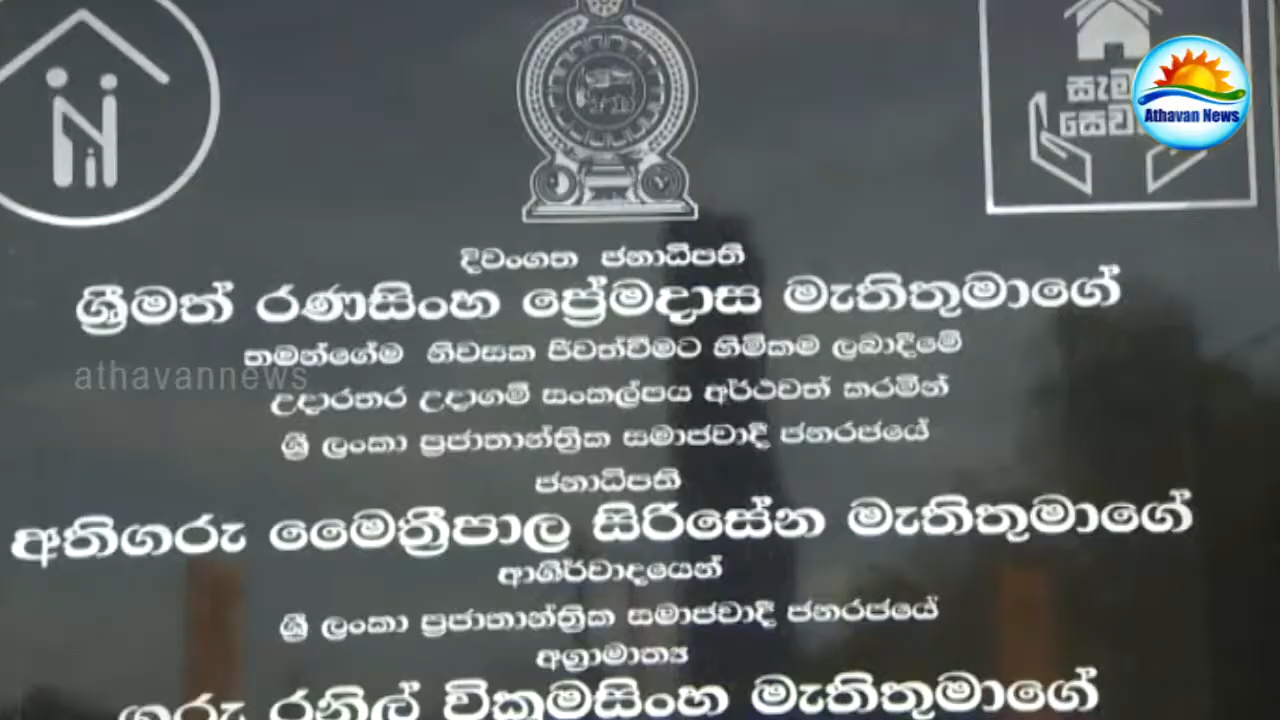 සැමට
සෙවණ
Athavan News
දිවංගත ජනාධිපති
ශ්‍රීමත් රණසිංහ ප්‍රේමදාස මැතිතුමාගේ
තමන්ගේම නිවසක ජීවත්වීමට හිමිකම ලබාදීමේ
athavannews
උදාරතර උදාගම් සංකල්පය අර්ථවත් කරමින්
ශ්‍රී ලංකා ප්‍රජාතාන්ත්‍රික සමාජවාදී ජනරජයේ
ජනාධිපති
අතිගරු මෛත්‍රීපාල සිරිසේන මැතිතුමාගේ
ආශිර්වාදයෙන්
ශ්‍රී ලංකා ප්‍රජාතාන්ත්‍රික සමාජවාදී ජනරජයේ
අග්‍රාමාත්‍ය
ගරු රනිල් වික්‍රමසිංහ මැතිතුමාගේ